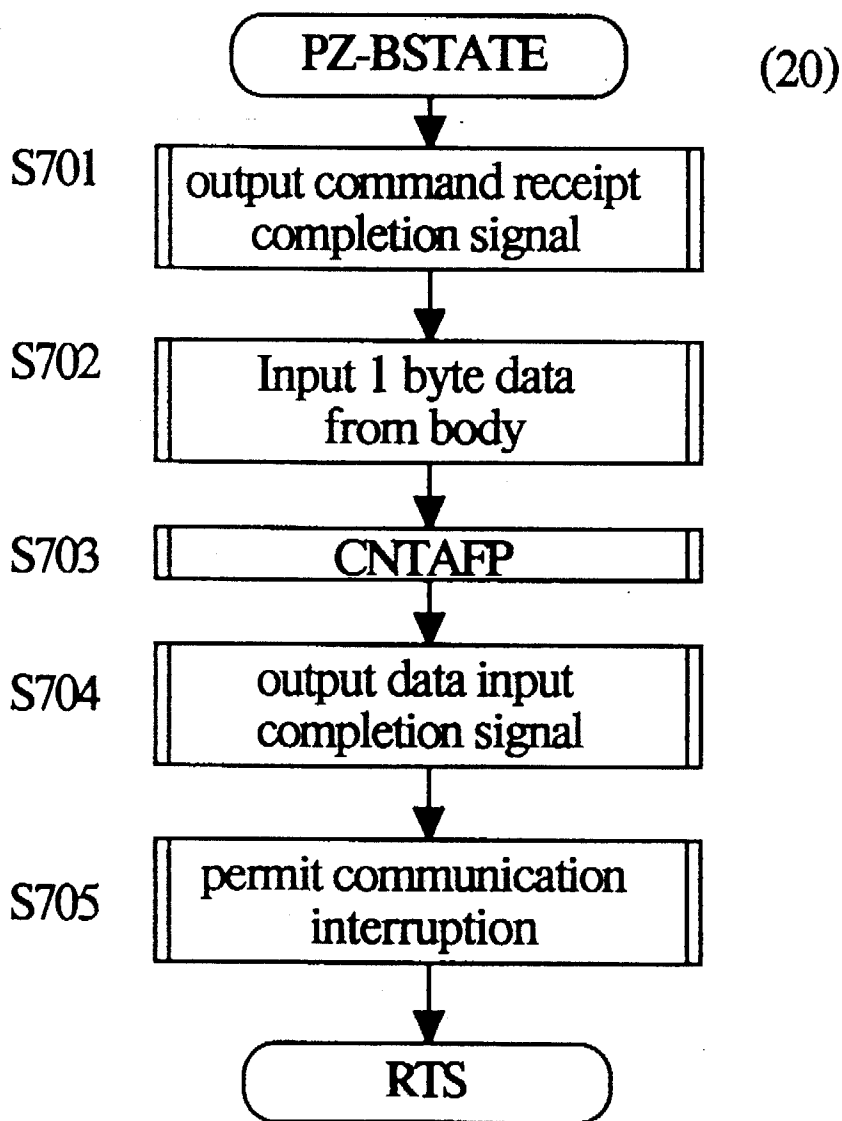 PZ-BSTATE
(20)
S701
output command receipt
completion signal
S702
Input 1 byte data
from body
S703
CNTAFP
S704
output data input
completion signal
S705
permit communication
interruption
RTS